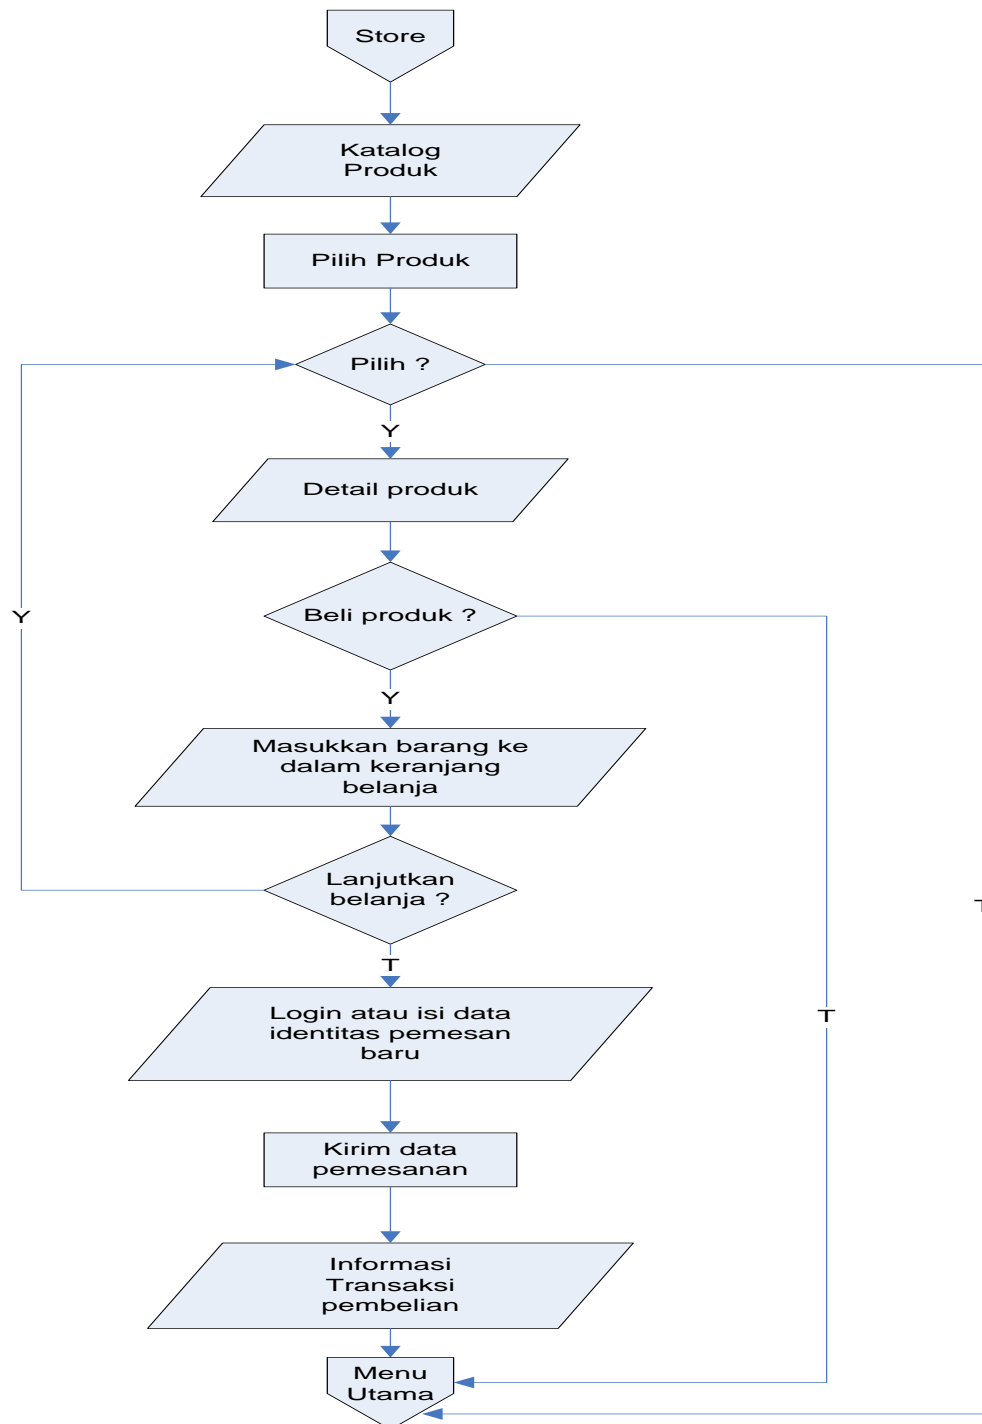 Store
Katalog
Produk
Pilih Produk
Pilih ?
Y
Detail produk
Y
Beli produk ?
Y
Masukkan barang ke
dalam keranjang
belanja
Lanjutkan
belanja ?
T
T
Login atau isi data
identitas pemesan
baru
T
Kirim data
pemesanan
Informasi
Transaksi
pembelian
Menu
Utama